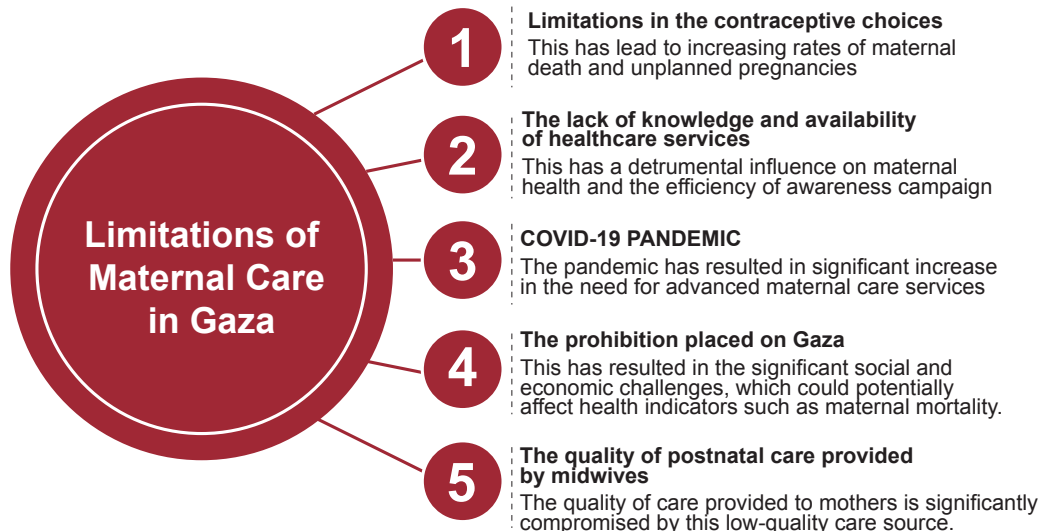 Limitations of
Maternal Care
in Gaza
1
Limitations in the contraceptive choices
This has lead to increasing rates of maternal
death and unplanned pregnancies
2
The lack of knowledge and availability
of healthcare services
This has a detrumental influence on maternal
health and the efficiency of awareness campaign
3
COVID-19 PANDEMIC
The pandemic has resulted in significant increase
in the need for advanced maternal care services
4
The prohibition placed on Gaza
This has resulted in the significant social and
economic challenges, which could potentially
affect health indicators such as maternal mortality.
5
The quality of postnatal care provided
by midwives
The quality of care provided to mothers is significantly
compromised by this low-quality care source.